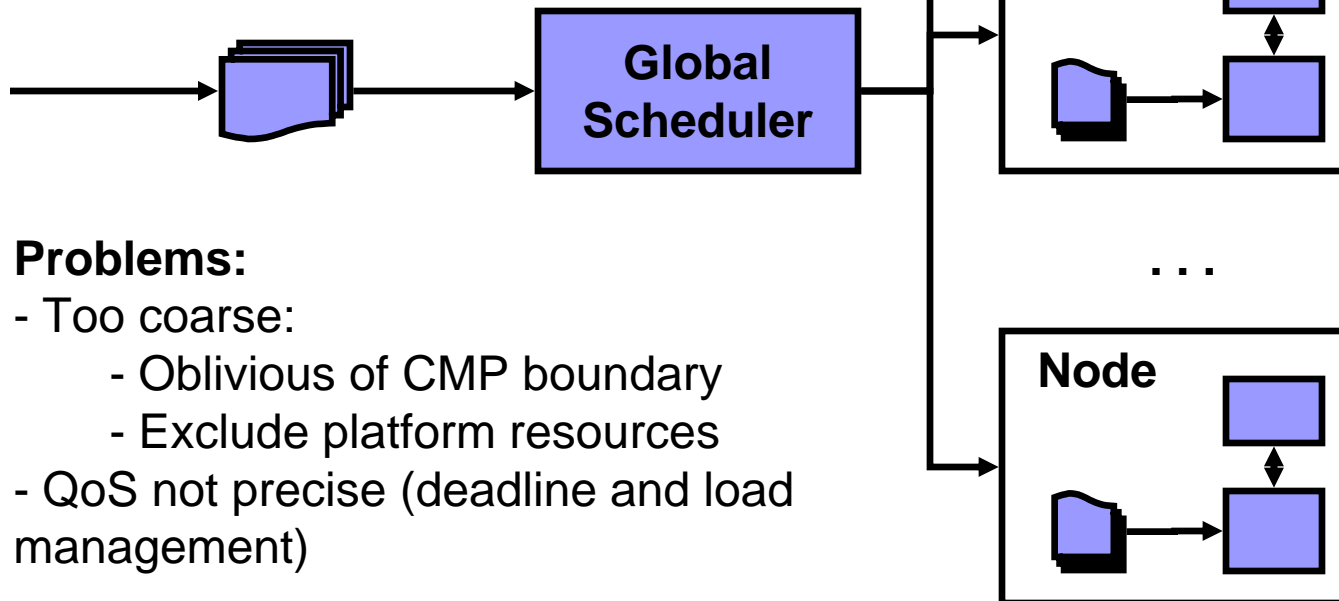 Global
Scheduler
Problems:
- Too coarse:
- Oblivious of CMP boundary
- Exclude platform resources
- QoS not precise (deadline and load
management)
. . .
Node